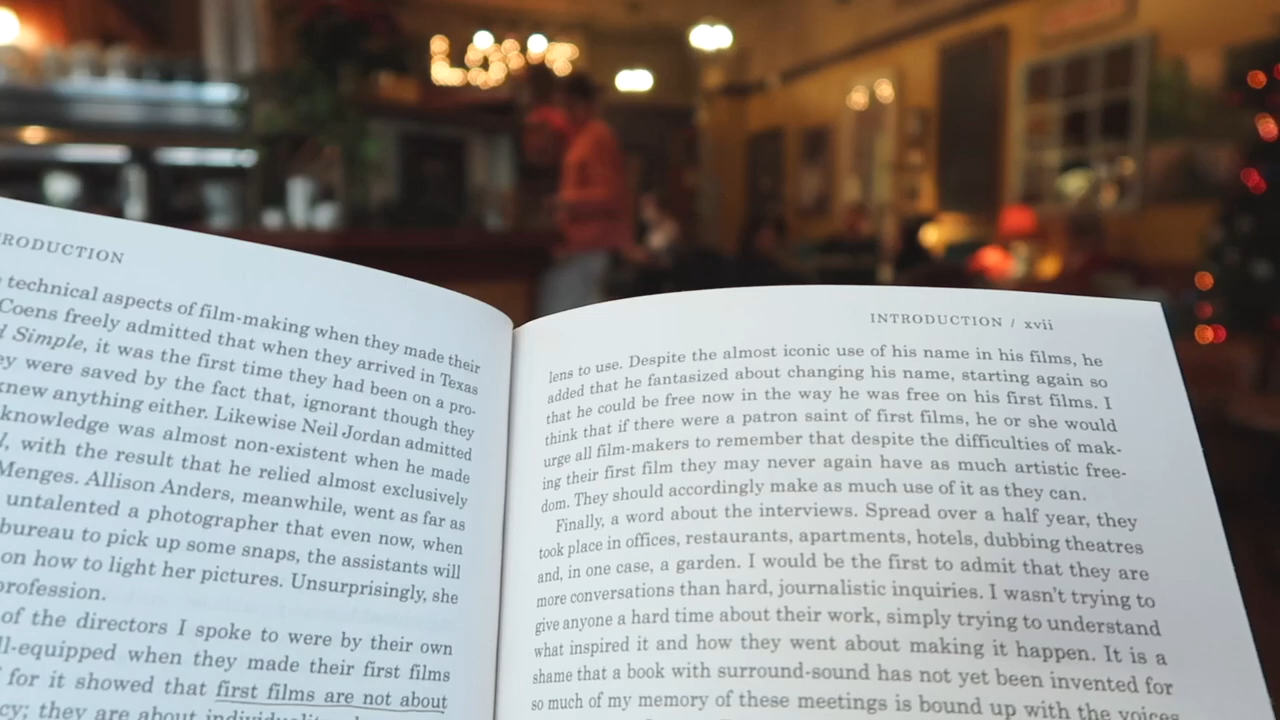 RODUCTION
technical aspects of film-making when they made their
Coens freely admitted that when they arrived in Texas
Simple, it was the first time they had been on a pro-
ey were saved by the fact that, ignorant though they
knew anything either. Likewise Neil Jordan admitted
knowledge was almost non-existent when he made
with the result that he relied almost exclusively
Menges. Allison Anders, meanwhile, went as far as
untalented a photographer that even now, when
bureau to pick up some snaps, the assistants will
on how to light her pictures. Unsurprisingly, she
profession.
of the directors I spoke to were by their own
ll-equipped when they made their first films
for it showed that first films are not about
cy; they are about
INTRODUCTION / xvii
lens to use. Despite the almost iconic use of his name in his films, he
added that he fantasized about changing his name, starting again so
that he could be free now in the way he was free on his first films. I
think that if there were a patron saint of first films, he or she would
urge all film-makers to remember that despite the difficulties of mak-
ing their first film they may never again have as much artistic free-
dom. They should accordingly make as much use of it as they can.
Finally, a word about the interviews. Spread over a half year, they
took place in offices, restaurants, apartments, hotels, dubbing theatres
and, in one case, a garden. I would be the first to admit that they are
more conversations than hard, journalistic inquiries. I wasn't trying to
give anyone a hard time about their work, simply trying to understand
what inspired it and how they went about making it happen. It is a
shame that a book with surround-sound has not yet been invented for
so much of my memory of these meetings is bound up with the voices